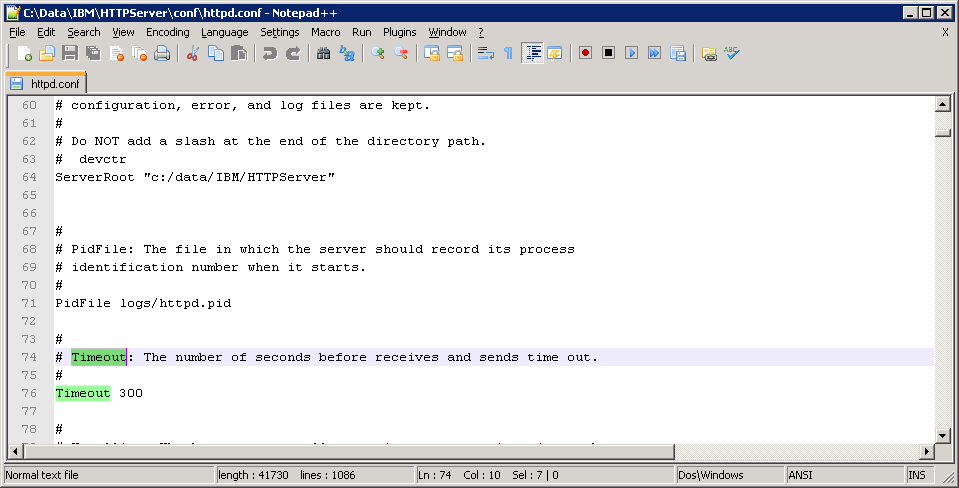 C:\Data\IBM\HTTPServer\conf\httpd.conf - Notepad++
File Edit Search View Encoding Language Settings Macro Run Plugins Window ? X
httpd.conf
60 # configuration, error, and log files are kept.
61 #
62 # Do NOT add a slash at the end of the directory path.
63 #  devctr
64 ServerRoot "c:/data/IBM/HTTPServer"
65
66
67 #
68 # PidFile: The file in which the server should record its process
69 # identification number when it starts.
70 #
71 PidFile logs/httpd.pid
72
73 #
74 # Timeout: The number of seconds before receives and sends time out.
75 #
76 Timeout 300
77
78 #
Normal text file length : 41730 lines : 1086 Ln : 74 Col : 10 Sel : 7 | 0 Dos\Windows ANSI INS